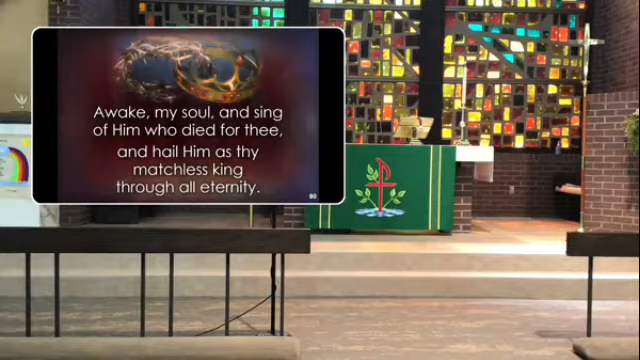 Awake, my soul, and sing
of Him who died for thee,
and hail Him as thy
matchless king
through all eternity.
90